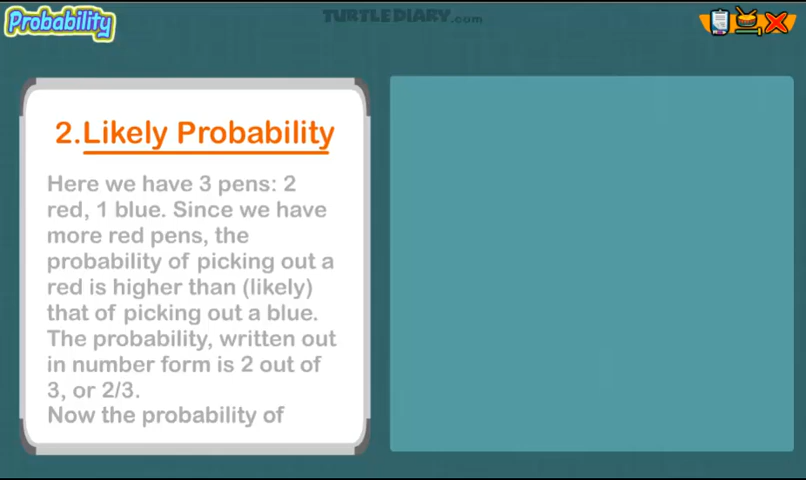 Probability
TURTLEDIARY.com
2.Likely Probability
Here we have 3 pens: 2
red, 1 blue. Since we have
more red pens, the
probability of picking out a
red is higher than (likely)
that of picking out a blue.
The probability, written out
in number form is 2 out of
3, or 2/3.
Now the probability of